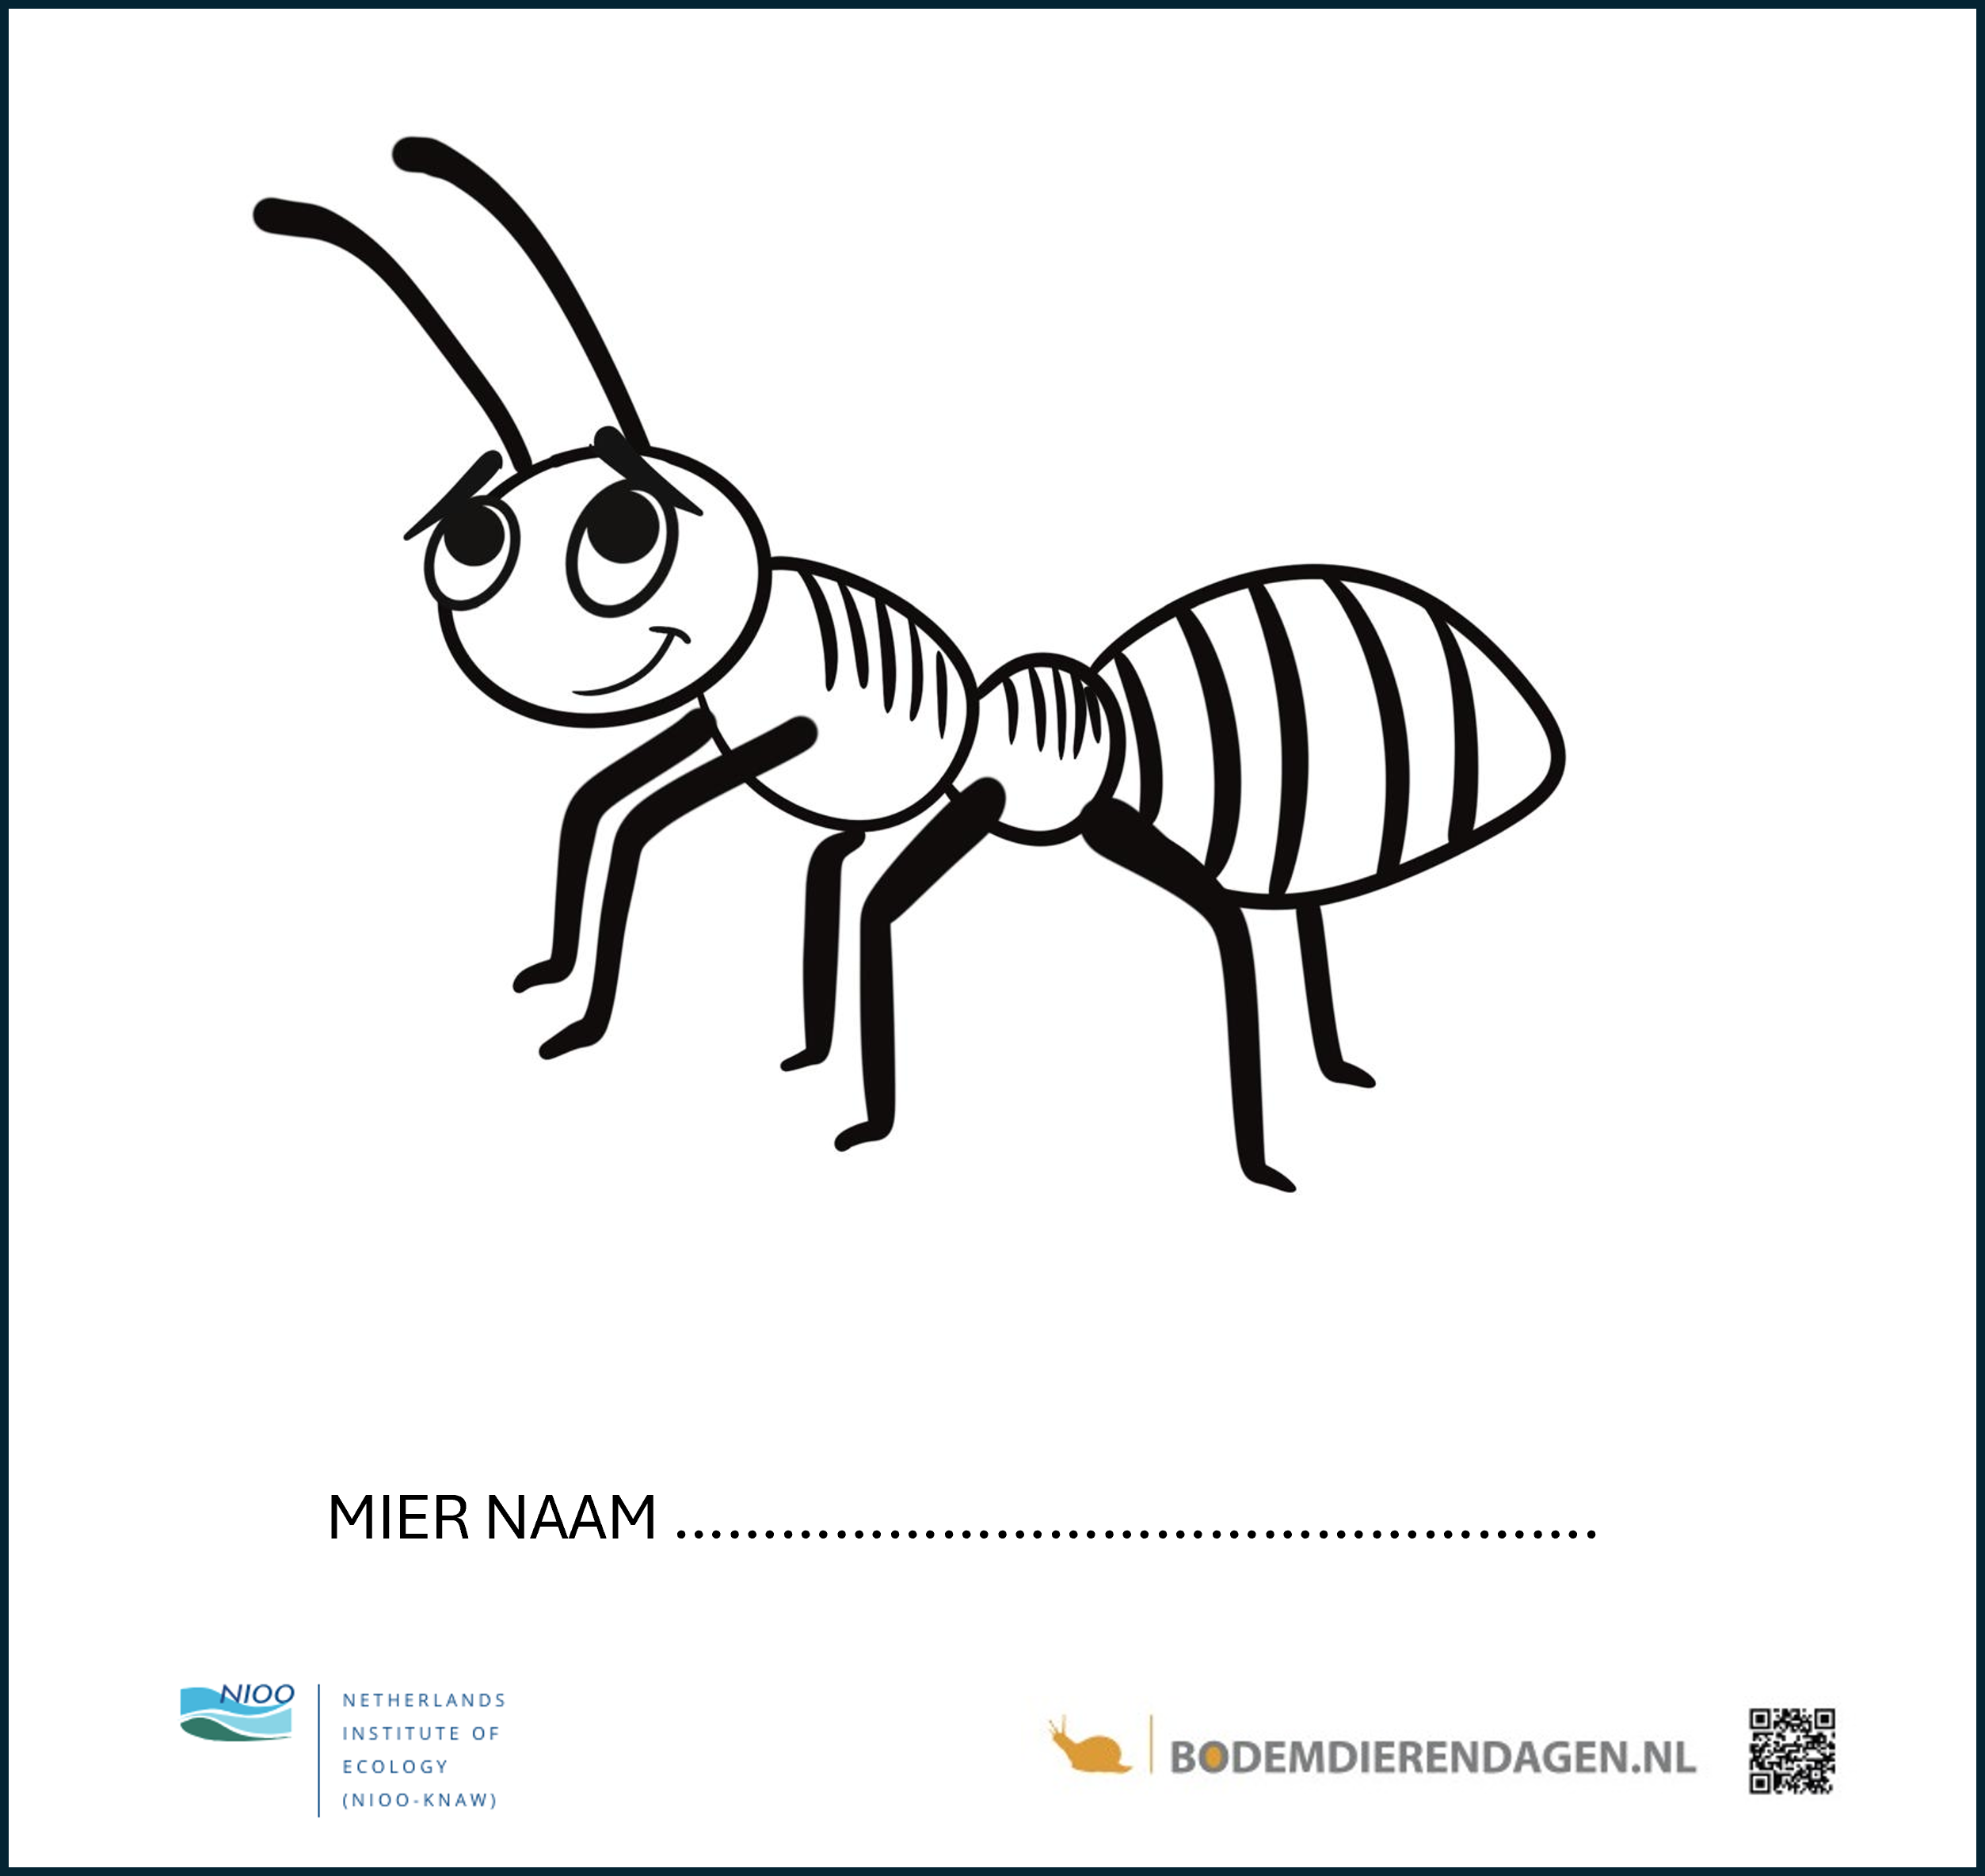 MIER NAAM ....................................................
NIOO
NETHERLANDS
INSTITUTE OF
ECOLOGY
(NIOO-KNAW)
BODEMDIERENDAGEN.NL